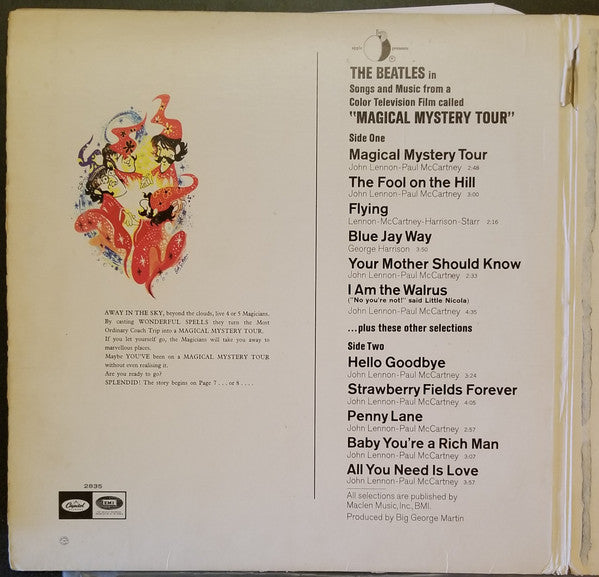 AWAY IN THE SKY, beyond the clouds, live 4 or 5 Magicians.
By casting WONDERFUL SPELLS they turn the Most
Ordinary Coach Trip into a MAGICAL MYSTERY TOUR.
If you let yourself go, the Magicians will take you away to
marvellous places.
Maybe YOU'VE been on a MAGICAL MYSTERY TOUR
without even realising it.
Are you ready to go?
SPLENDID! The story begins on Page 7 . . . or 8 . . . .
2835
Capitol
EMI
apple presents
THE BEATLES in
Songs and Music from a
Color Television Film called
"MAGICAL MYSTERY TOUR"
Side One
Magical Mystery Tour
John Lennon-Paul McCartney 2:48
The Fool on the Hill
John Lennon-Paul McCartney 3:00
Flying
Lennon-McCartney-Harrison-Starr 2:16
Blue Jay Way
George Harrison 3:50
Your Mother Should Know
John Lennon-Paul McCartney 2:33
I Am the Walrus
("No you're not!" said Little Nicola)
John Lennon-Paul McCartney 4:35
...plus these other selections
Side Two
Hello Goodbye
John Lennon-Paul McCartney 3:24
Strawberry Fields Forever
John Lennon-Paul McCartney 4:05
Penny Lane
John Lennon-Paul McCartney 2:57
Baby You're a Rich Man
John Lennon-Paul McCartney 3:07
All You Need Is Love
John Lennon-Paul McCartney 3:57
All selections are published by
Maclen Music, Inc., BMI.
Produced by Big George Martin